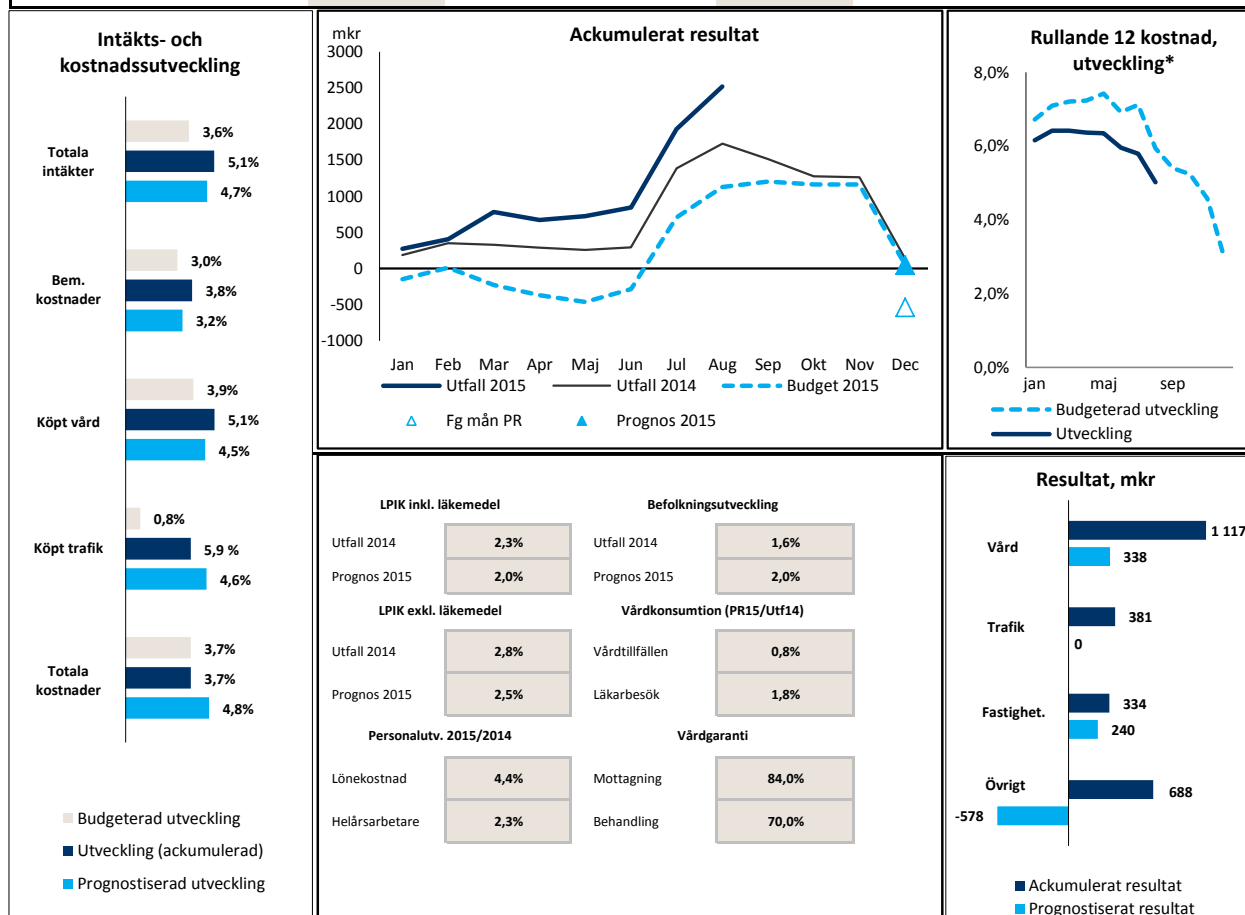 Intäkts- och
kostnadssutveckling
Totala
intäkter
3,6%
5,1%
4,7%
Bem.
kostnader
3,0%
3,8%
3,2%
Köpt vård
3,9%
5,1%
4,5%
Köpt trafik
0,8%
5,9 %
4,6%
Totala
kostnader
3,7%
3,7%
4,8%
Budgeterad utveckling
Utveckling (ackumulerad)
Prognostiserad utveckling
Ackumulerat resultat
mkr
3000
2500
2000
1500
1000
500
0
-500
-1000
Jan Feb Mar Apr Maj Jun Jul Aug Sep Okt Nov Dec
Utfall 2015 Utfall 2014 Budget 2015
Fg mån PR Prognos 2015
Rullande 12 kostnad,
utveckling*
8,0%
6,0%
4,0%
2,0%
0,0%
jan maj sep
Budgeterad utveckling
Utveckling
LPIK inkl. läkemedel
Utfall 2014 2,3%
Prognos 2015 2,0%
LPIK exkl. läkemedel
Utfall 2014 2,8%
Prognos 2015 2,5%
Personalutv. 2015/2014
Lönekostnad 4,4%
Helårsarbetare 2,3%
Befolkningsutveckling
Utfall 2014 1,6%
Prognos 2015 2,0%
Vårdkonsumtion (PR15/Utf14)
Vårdtillfällen 0,8%
Läkarbesök 1,8%
Vårdgaranti
Mottagning 84,0%
Behandling 70,0%
Resultat, mkr
Vård
1 117
338
Trafik
381
0
Fastighet.
334
240
Övrigt
688
-578
Ackumulerat resultat
Prognostiserat resultat